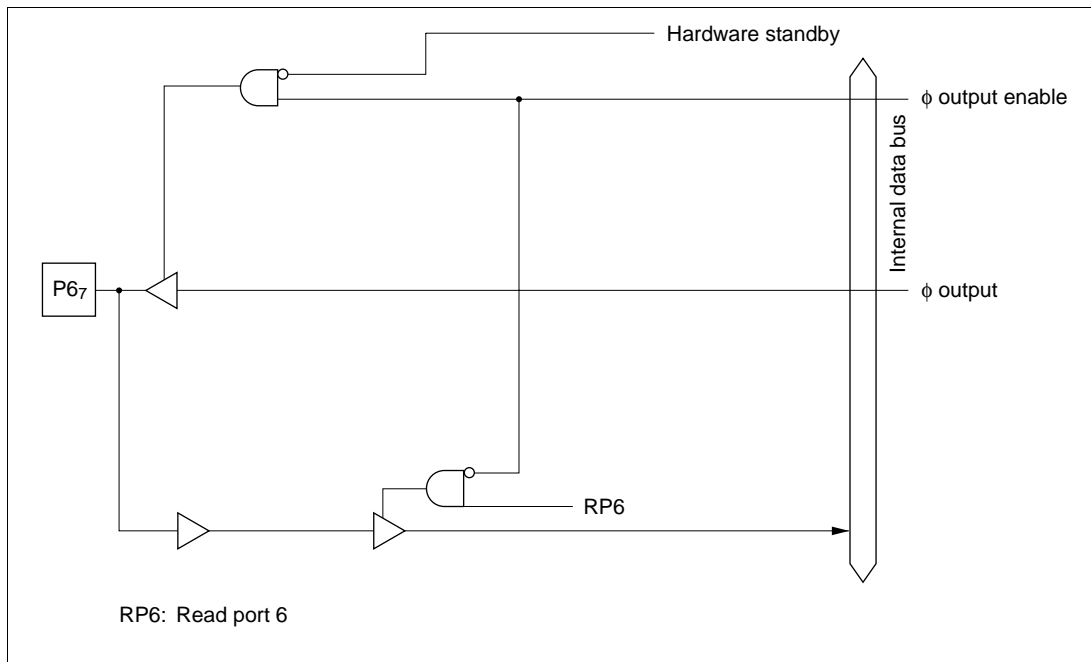 Hardware standby
ϕ output enable
Internal data bus
P6₇
ϕ output
RP6
RP6: Read port 6